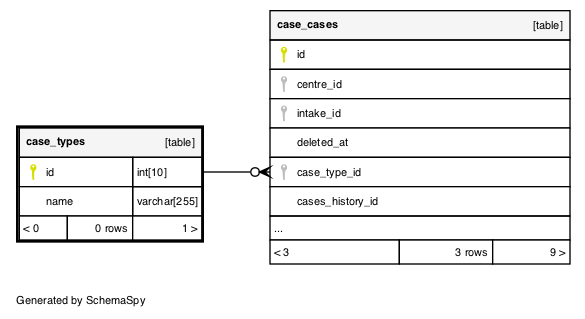 case_cases [table]
id
centre_id
intake_id
deleted_at
case_type_id
cases_history_id
...
< 3 3 rows 9 >
case_types [table]
id int[10]
name varchar[255]
< 0 0 rows 1 >
Generated by SchemaSpy